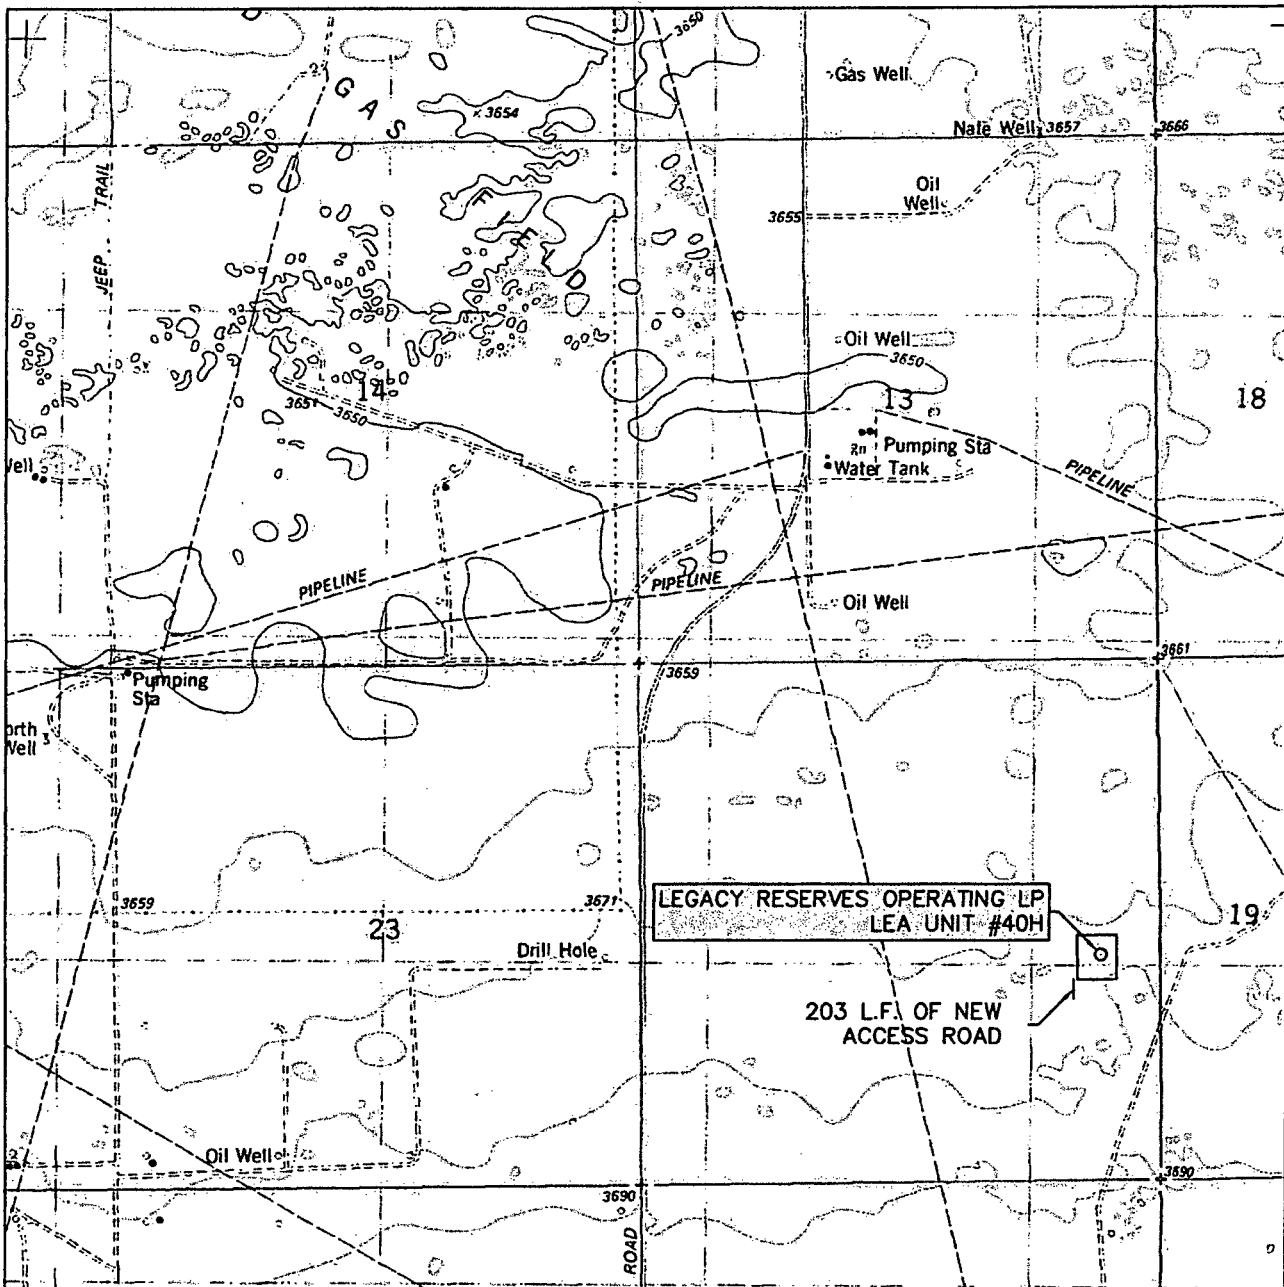 3650
GAS
Gas Well
3654
Nale Well
3657
3666
JEEP TRAIL
Oil
Well
3655
FIELD
Oil Well
3650
14
3651
3650
13
18
Pumping Sta
Water Tank
PIPELINE
Well
PIPELINE
PIPELINE
Oil Well
3661
Pumping
Sta
3659
orth
Well
3659
3671
LEGACY RESERVES OPERATING LP
LEA UNIT #40H
23
19
Drill Hole
203 L.F. OF NEW
ACCESS ROAD
Oil Well
3690
3690
ROAD